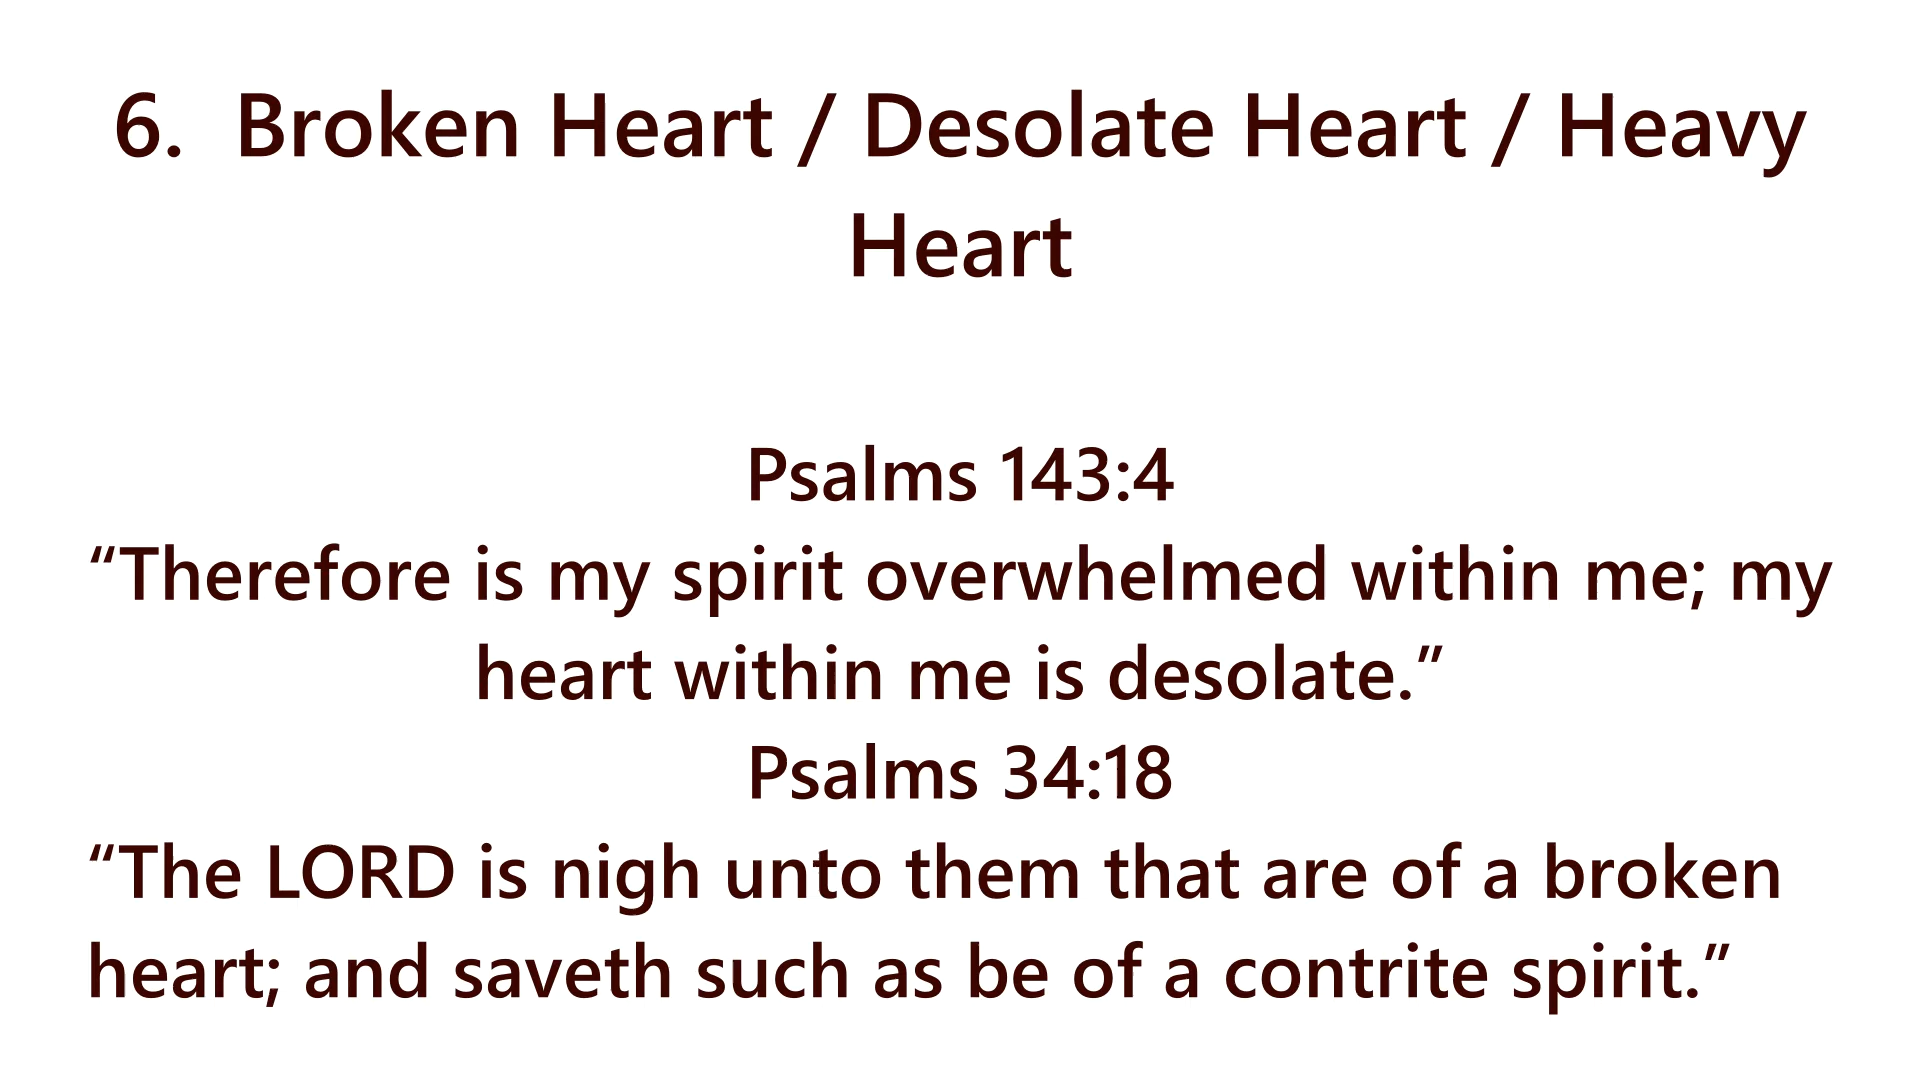 6.  Broken Heart / Desolate Heart / Heavy
Heart
Psalms 143:4
“Therefore is my spirit overwhelmed within me; my
heart within me is desolate.”
Psalms 34:18
“The LORD is nigh unto them that are of a broken
heart; and saveth such as be of a contrite spirit.”